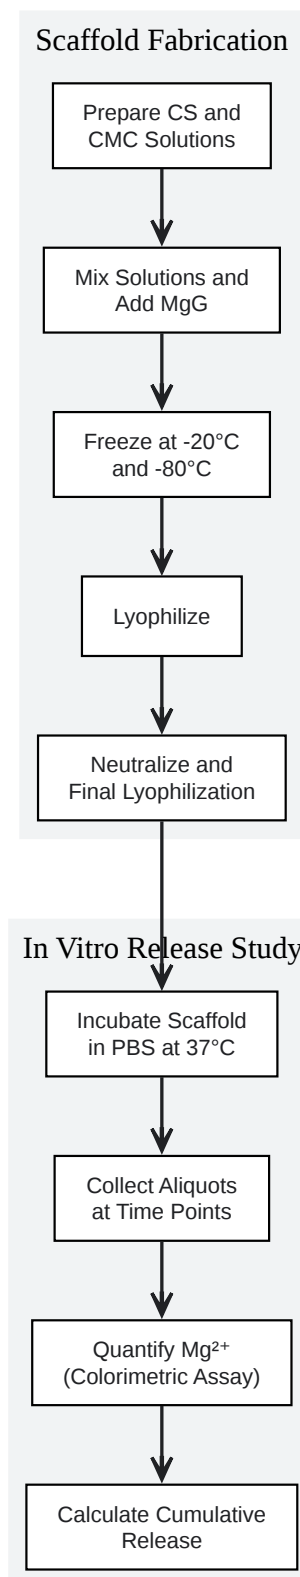 Scaffold Fabrication
Prepare CS and
CMC Solutions
Mix Solutions and
Add MgG
Freeze at -20°C
and -80°C
Lyophilize
Neutralize and
Final Lyophilization
In Vitro Release Study
Incubate Scaffold
in PBS at 37°C
Collect Aliquots
at Time Points
Quantify Mg²⁺
(Colorimetric Assay)
Calculate Cumulative
Release